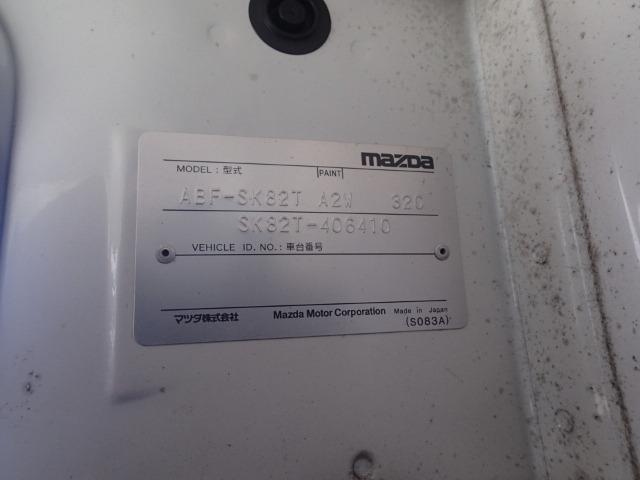 mazda
MODEL : 型式 PAINT
ABF-SK82T A2W 320
SK82T-406410
VEHICLE ID. NO. : 車台番号
マツダ株式会社 Mazda Motor Corporation Made in Japan
(S083A)